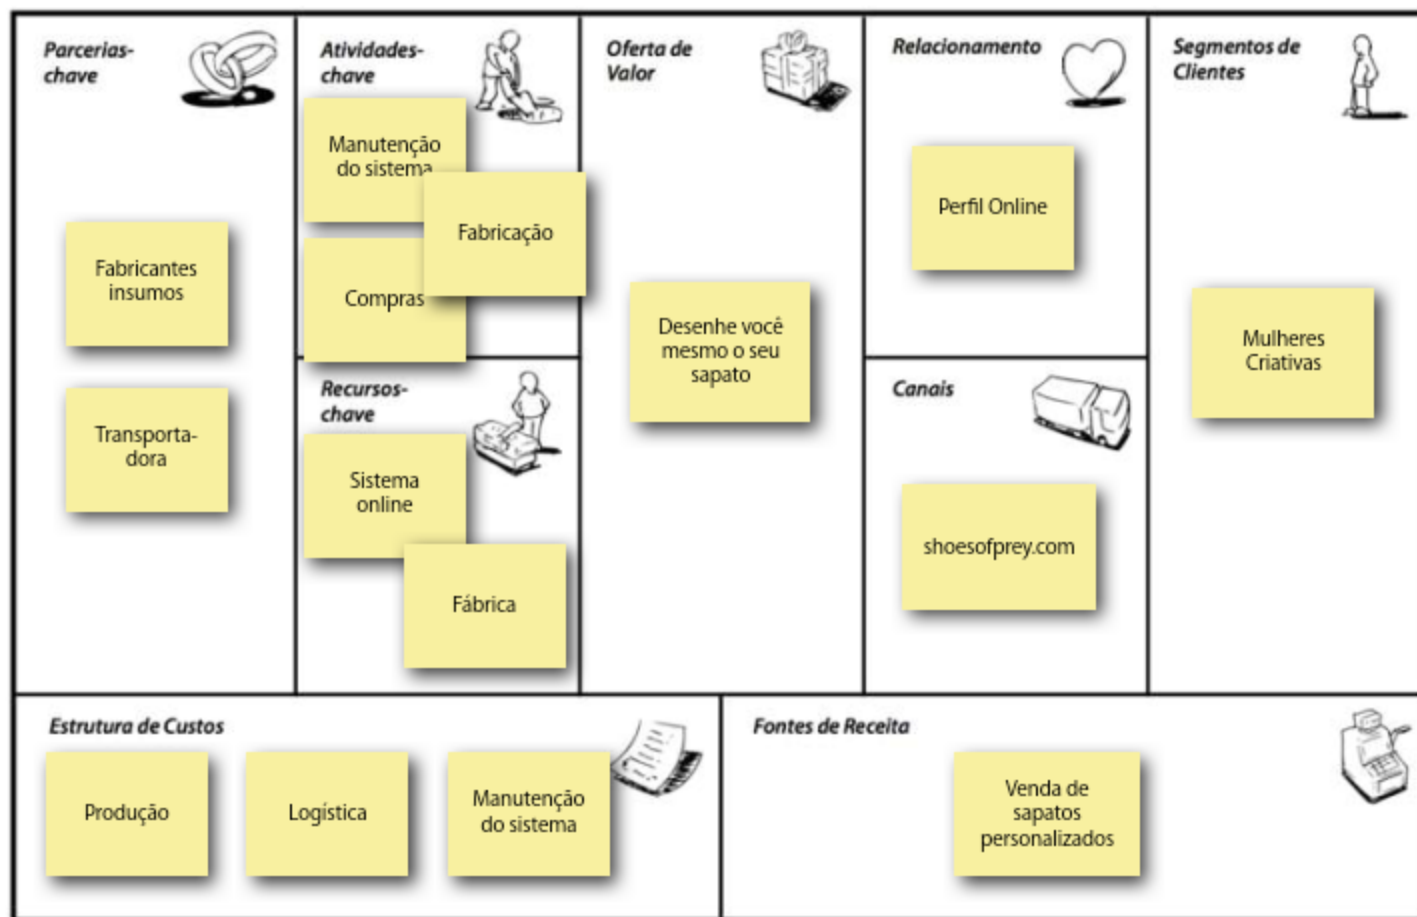 Parcerias-
chave
Fabricantes
insumos
Transporta-
dora
Atividades-
chave
Manutenção
do sistema
Fabricação
Compras
Recursos-
chave
Sistema
online
Fábrica
Oferta de
Valor
Desenhe você
mesmo o seu
sapato
Relacionamento
Perfil Online
Canais
shoesofprey.com
Segmentos de
Clientes
Mulheres
Criativas
Estrutura de Custos
Produção
Logística
Manutenção
do sistema
Fontes de Receita
Venda de
sapatos
personalizados